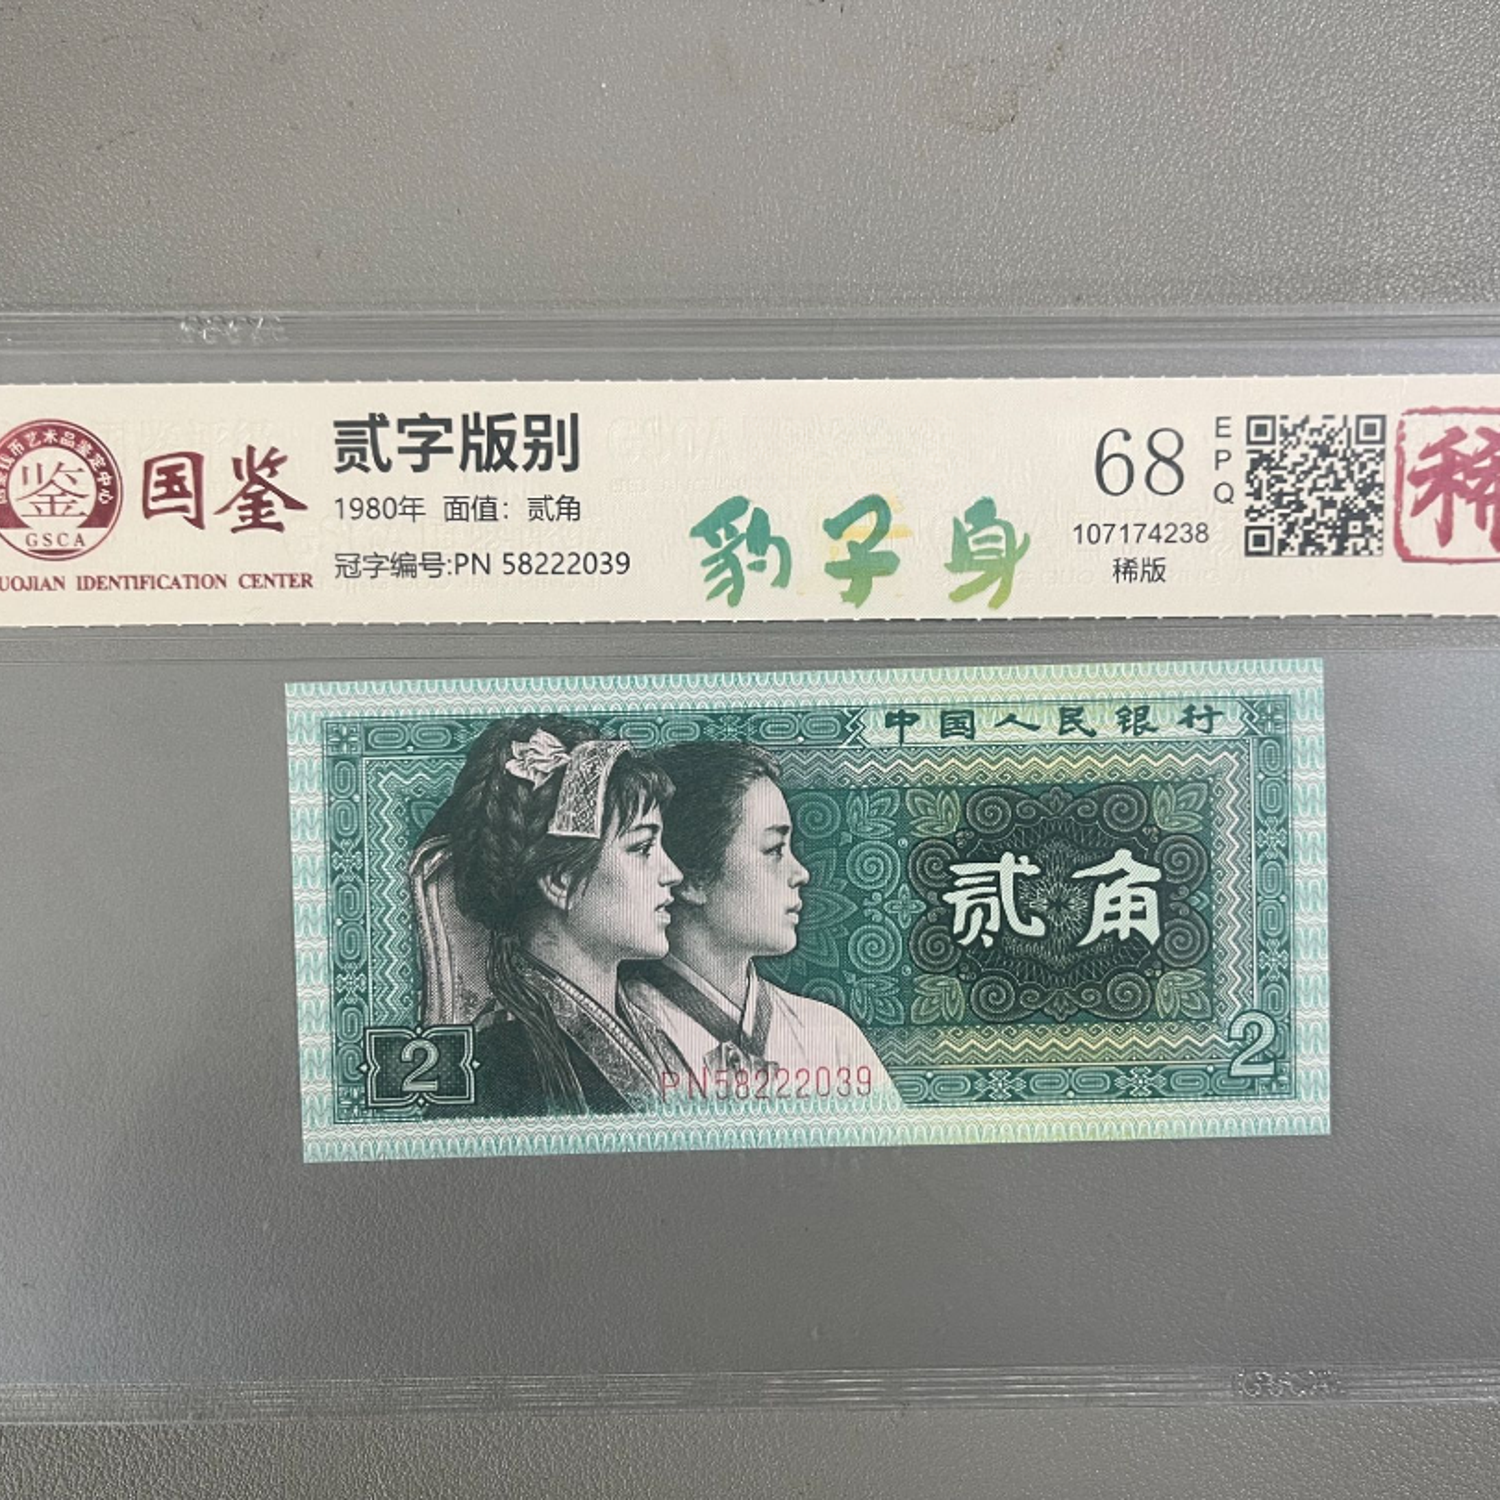 鉴
GSCA
国鉴
UOJIAN IDENTIFICATION CENTER
贰字版别
1980年 面值：贰角
冠字编号:PN 58222039
豹子身
68
EPQ
107174238
稀版
稀
中国人民银行
贰角
2
2
PN58222039